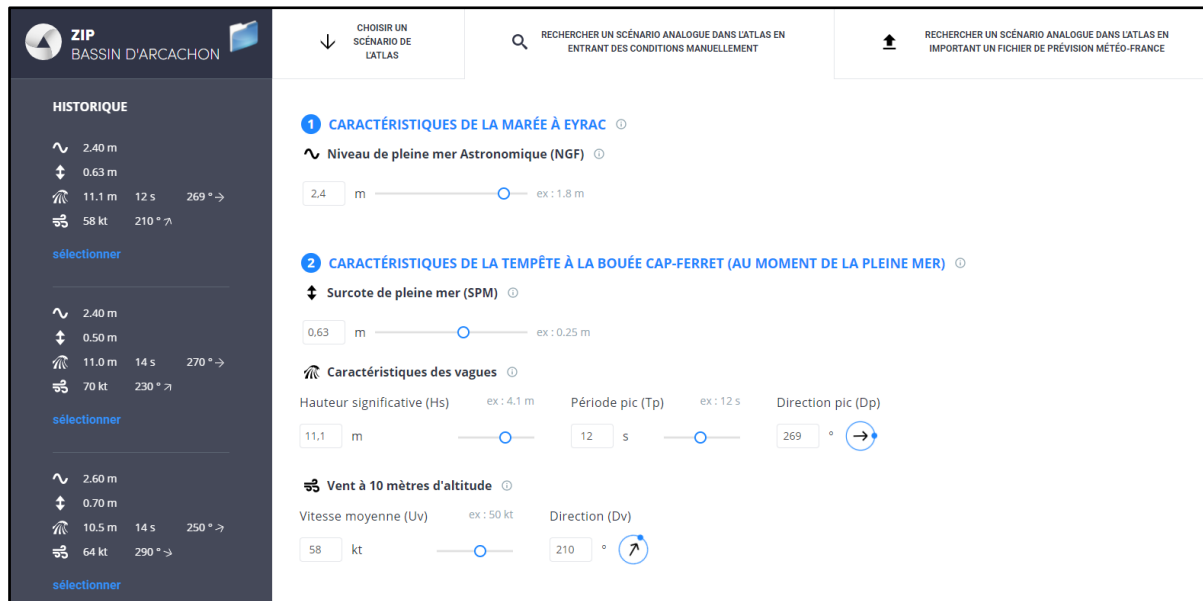 ZIP
BASSIN D'ARCACHON
CHOISIR UN
SCÉNARIO DE
L'ATLAS
RECHERCHER UN SCÉNARIO ANALOGUE DANS L'ATLAS EN
ENTRANT DES CONDITIONS MANUELLEMENT
RECHERCHER UN SCÉNARIO ANALOGUE DANS L'ATLAS EN
IMPORTANT UN FICHIER DE PRÉVISION MÉTÉO-FRANCE
HISTORIQUE
2.40 m
0.63 m
11.1 m 12 s 269 ° →
58 kt 210 ° ↗
sélectionner
2.40 m
0.50 m
11.0 m 14 s 270 ° →
70 kt 230 ° ↗
sélectionner
2.60 m
0.70 m
10.5 m 14 s 250 ° ↗
64 kt 290 ° ↘
sélectionner
1 CARACTÉRISTIQUES DE LA MARÉE À EYRAC
Niveau de pleine mer Astronomique (NGF)
2,4 m ex : 1.8 m
2 CARACTÉRISTIQUES DE LA TEMPÊTE À LA BOUÉE CAP-FERRET (AU MOMENT DE LA PLEINE MER)
Surcote de pleine mer (SPM)
0,63 m ex : 0.25 m
Caractéristiques des vagues
Hauteur significative (Hs) ex : 4.1 m Période pic (Tp) ex : 12 s Direction pic (Dp)
11,1 m 12 s 269 °
Vent à 10 mètres d'altitude
Vitesse moyenne (Uv) ex : 50 kt Direction (Dv)
58 kt 210 °